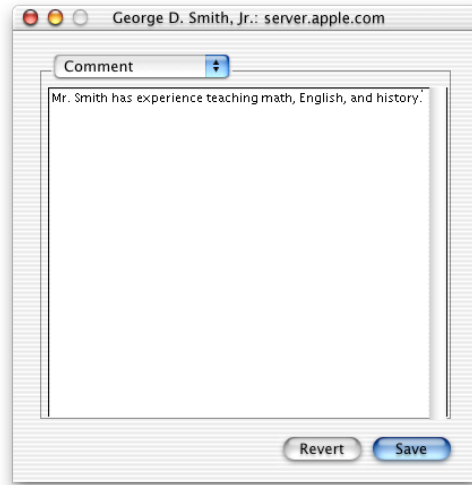 George D. Smith, Jr.: server.apple.com
Comment
Mr. Smith has experience teaching math, English, and history.
Revert Save